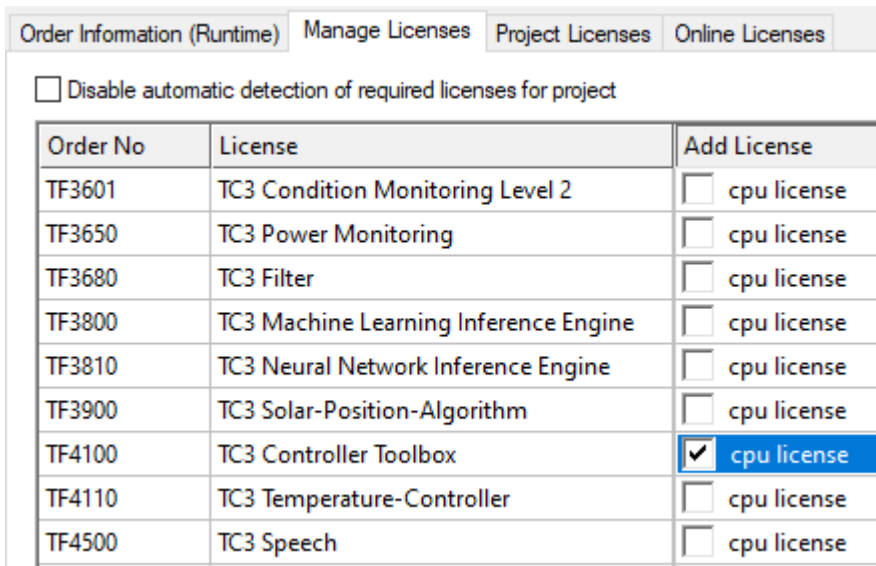 Order Information (Runtime) Manage Licenses Project Licenses Online Licenses
Disable automatic detection of required licenses for project
Order No License Add License
TF3601 TC3 Condition Monitoring Level 2 cpu license
TF3650 TC3 Power Monitoring cpu license
TF3680 TC3 Filter cpu license
TF3800 TC3 Machine Learning Inference Engine cpu license
TF3810 TC3 Neural Network Inference Engine cpu license
TF3900 TC3 Solar-Position-Algorithm cpu license
TF4100 TC3 Controller Toolbox cpu license
TF4110 TC3 Temperature-Controller cpu license
TF4500 TC3 Speech cpu license